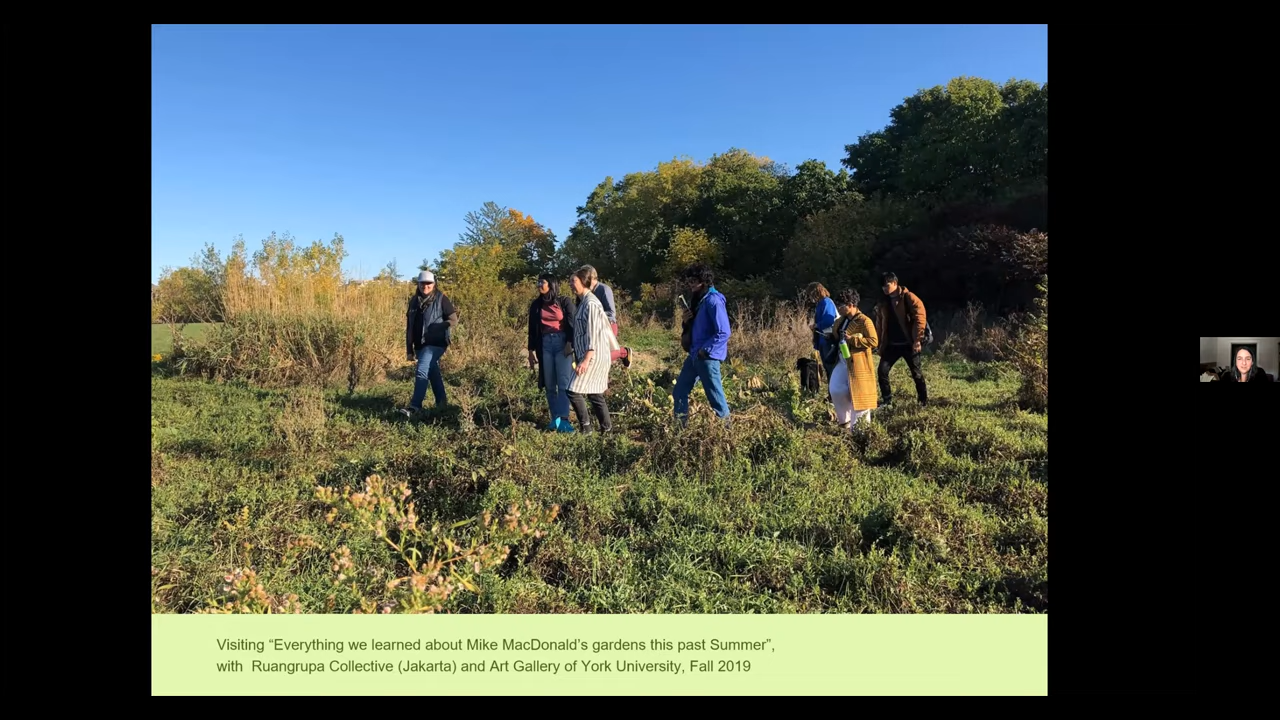 Visiting “Everything we learned about Mike MacDonald’s gardens this past Summer”,
with  Ruangrupa Collective (Jakarta) and Art Gallery of York University, Fall 2019